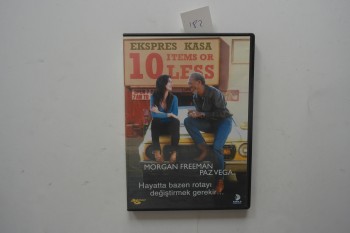 187
EKSPRES KASA
10 ITEMS OR
LESS
MORGAN FREEMAN
PAZ VEGA
Hayatta bazen rotayı
değiştirmek gerekir...